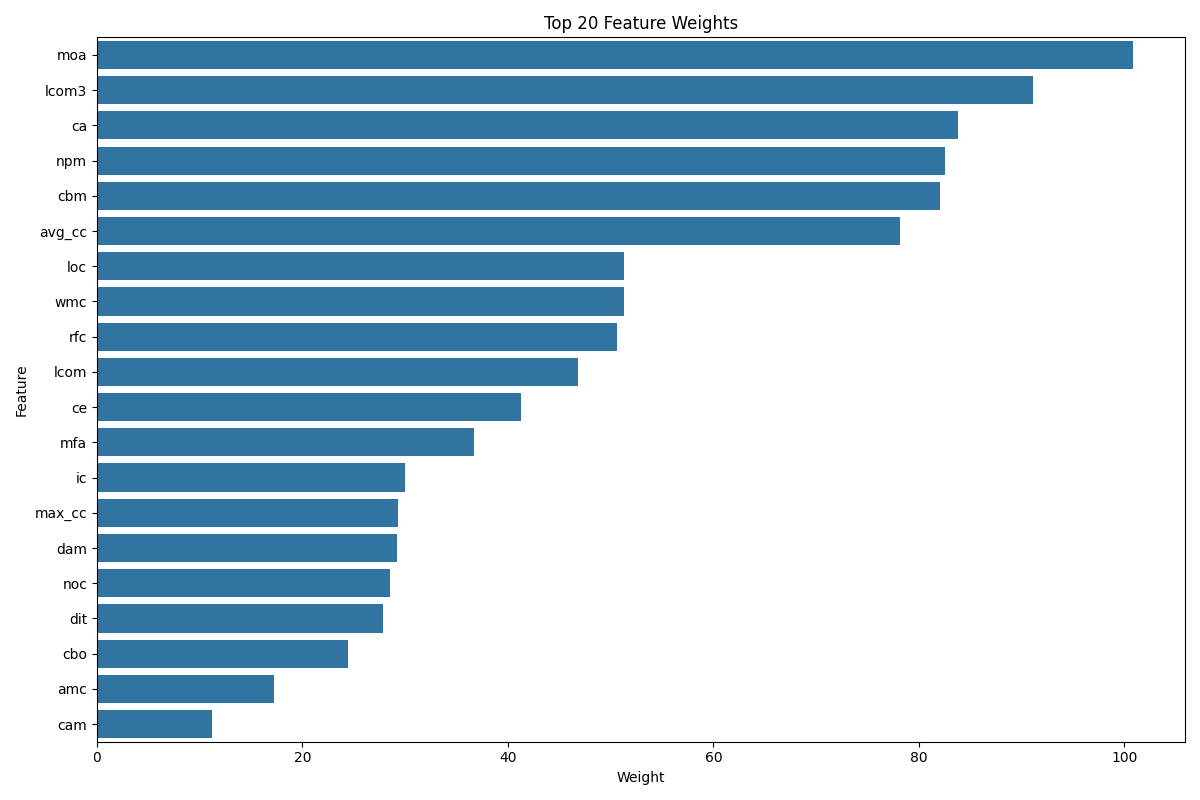 Top 20 Feature Weights
Feature
moa
lcom3
ca
npm
cbm
avg_cc
loc
wmc
rfc
lcom
ce
mfa
ic
max_cc
dam
noc
dit
cbo
amc
cam
0 20 40 60 80 100
Weight